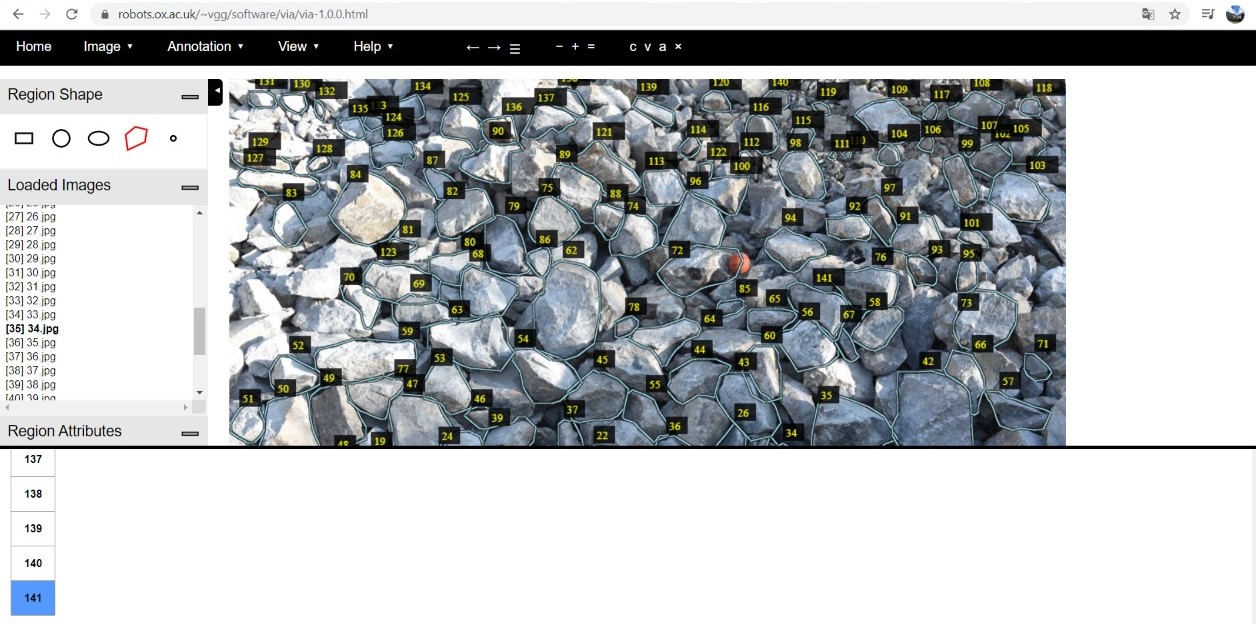 robots.ox.ac.uk/~vgg/software/via/via-1.0.0.html
Home Image ▼ Annotation ▼ View ▼ Help ▼ ← → ☰ − + = c v a ×
Region Shape
Loaded Images
[27] 26.jpg
[28] 27.jpg
[29] 28.jpg
[30] 29.jpg
[31] 30.jpg
[32] 31.jpg
[33] 32.jpg
[34] 33.jpg
[35] 34.jpg
[36] 35.jpg
[37] 36.jpg
[38] 37.jpg
[39] 38.jpg
[40] 39.jpg
Region Attributes
131 130 132 134 139 120 140 109 117 108 118
135 125 136 137 116 119
124 115
129 126 90 121 114 112 98 111 104 106 99 107 105
127 128 87 89 113 122 100 103
84 96
83 82 75 88 97
79 74 94 92 91 101
81
123 80 68 86 62 72 76 93 95
70 69 85 141
63 78 64 65 56 67 58 73
59 54 60
52 53 45 44 43 42 66 71
77
51 50 49 47 46 55 35 57
39 37 36 26
48 19 24 22 34
137
138
139
140
141